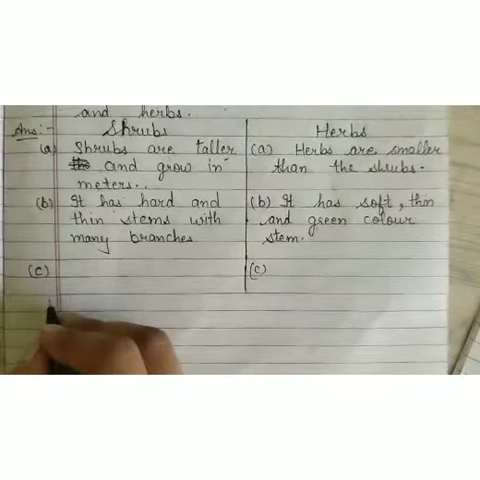 and herbs.
Ans:- Shrubs Herbs
(a) Shrubs are taller
and grow in
meters..
(b) It has hard and
thin stems with
many branches
(c)
(a) Herbs are smaller
than the shrubs.
(b) It has soft, thin
and green colour
stem.
(c)